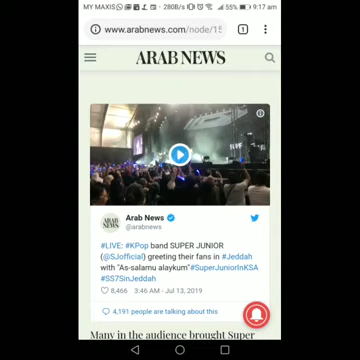 MY MAXIS 280B/s 55% 9:17 am
www.arabnews.com/node/15 1
ARAB NEWS
Arab News
@arabnews
#LIVE: #KPop band SUPER JUNIOR
(@SJofficial) greeting their fans in #Jeddah
with "As-salamu alaykum"#SuperJuniorInKSA
#SS7SinJeddah
8,466 3:46 AM - Jul 13, 2019
4,191 people are talking about this
Many in the audience brought Super